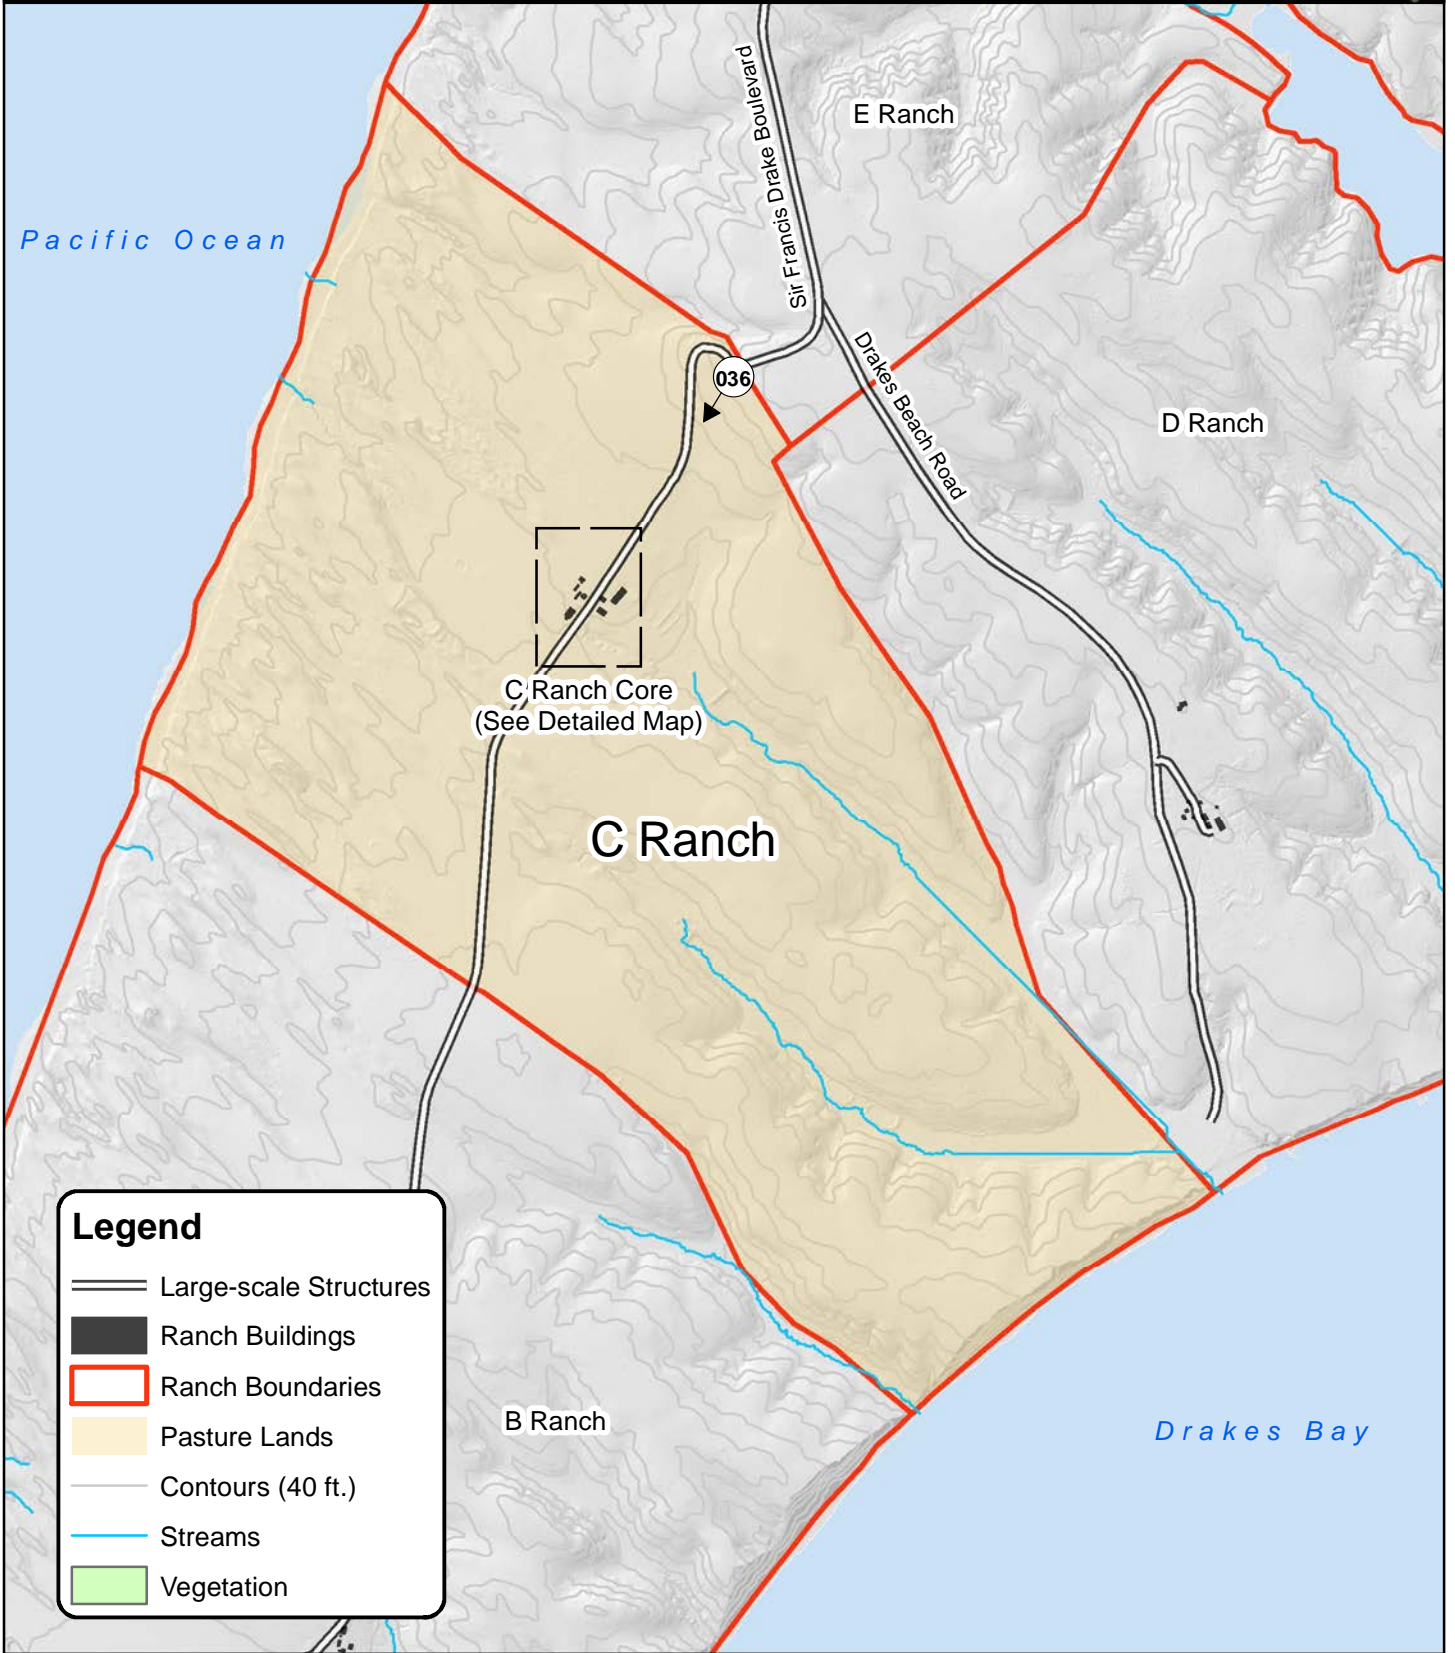 Sir Francis Drake Boulevard
E Ranch
Pacific Ocean
036
Drakes Beach Road
D Ranch
C Ranch Core
(See Detailed Map)
C Ranch
Legend
Large-scale Structures
Ranch Buildings
Ranch Boundaries
Pasture Lands
Contours (40 ft.)
Streams
Vegetation
B Ranch
Drakes Bay